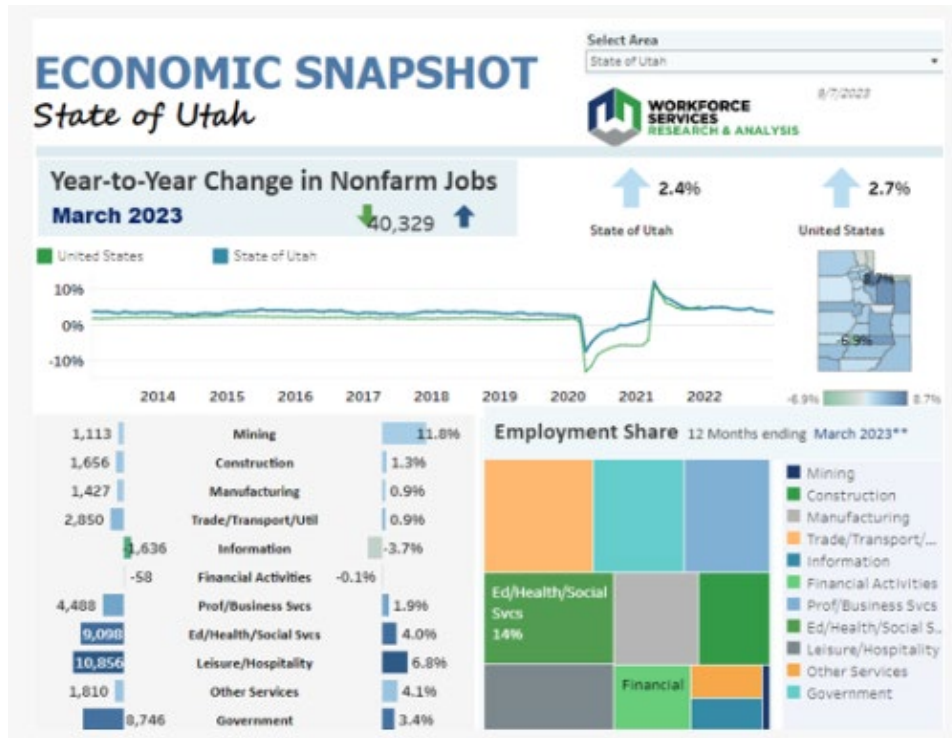 Select Area
State of Utah
ECONOMIC SNAPSHOT
State of Utah
WORKFORCE
SERVICES
RESEARCH & ANALYSIS
Year-to-Year Change in Nonfarm Jobs
March 2023
40,329
2.4%
State of Utah
2.7%
United States
United States
State of Utah
10%
0%
-10%
2014 2015 2016 2017 2018 2019 2020 2021 2022
8.7%
-6.9%
-6.9% 8.7%
1,113 Mining 11.8%
1,656 Construction 1.3%
1,427 Manufacturing 0.9%
2,850 Trade/Transport/Util 0.9%
-1,636 Information -3.7%
-58 Financial Activities -0.1%
4,488 Prof/Business Svcs 1.9%
9,098 Ed/Health/Social Svcs 4.0%
10,856 Leisure/Hospitality 6.8%
1,810 Other Services 4.1%
8,746 Government 3.4%
Employment Share 12 Months ending March 2023**
Ed/Health/Social
Svcs
14%
Financial
Mining
Construction
Manufacturing
Trade/Transport/...
Information
Financial Activities
Prof/Business Svcs
Ed/Health/Social S..
Leisure/Hospitality
Other Services
Government